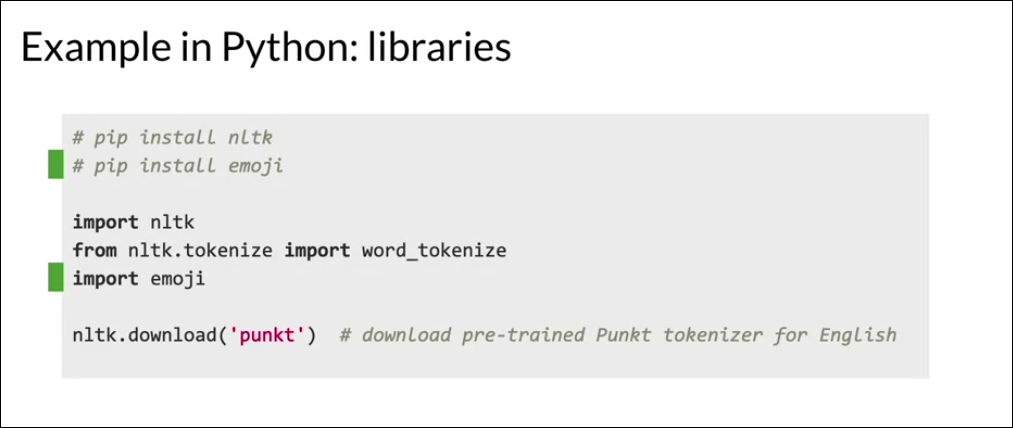 Example in Python: libraries
# pip install nltk
# pip install emoji
import nltk
from nltk.tokenize import word_tokenize
import emoji
nltk.download('punkt')  # download pre-trained Punkt tokenizer for English